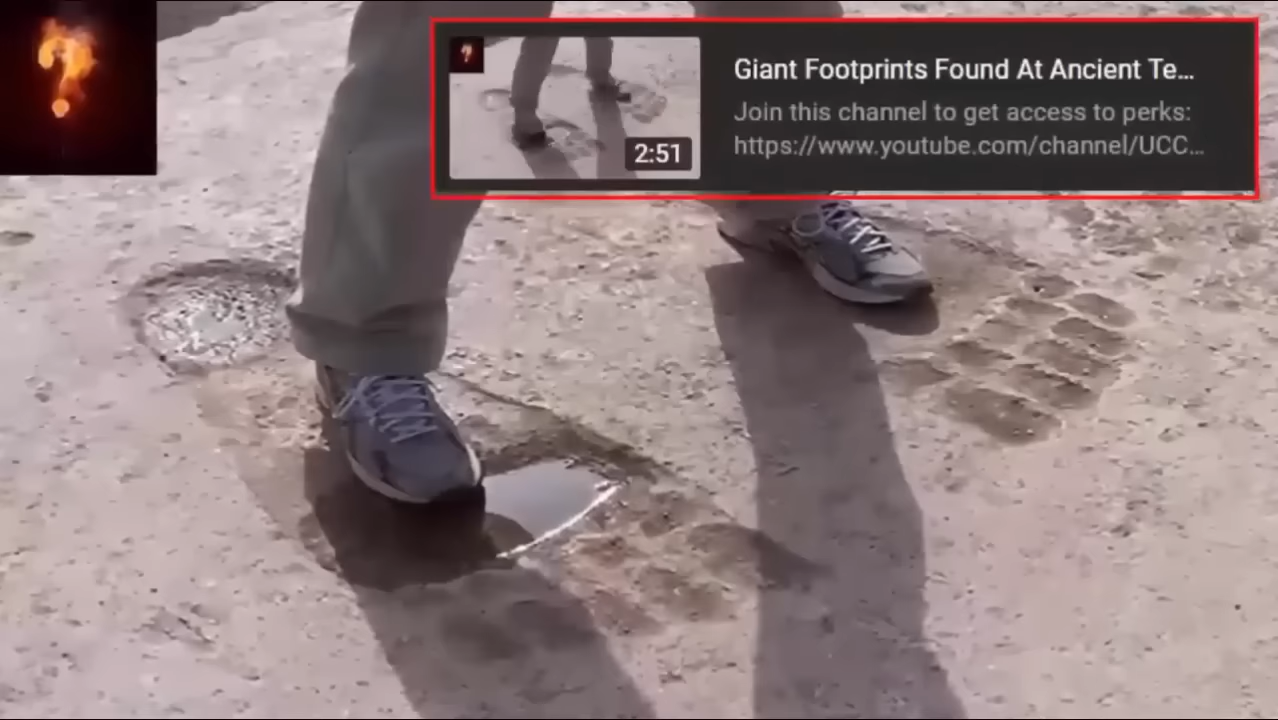 Giant Footprints Found At Ancient Te...
Join this channel to get access to perks:
https://www.youtube.com/channel/UCC...
2:51